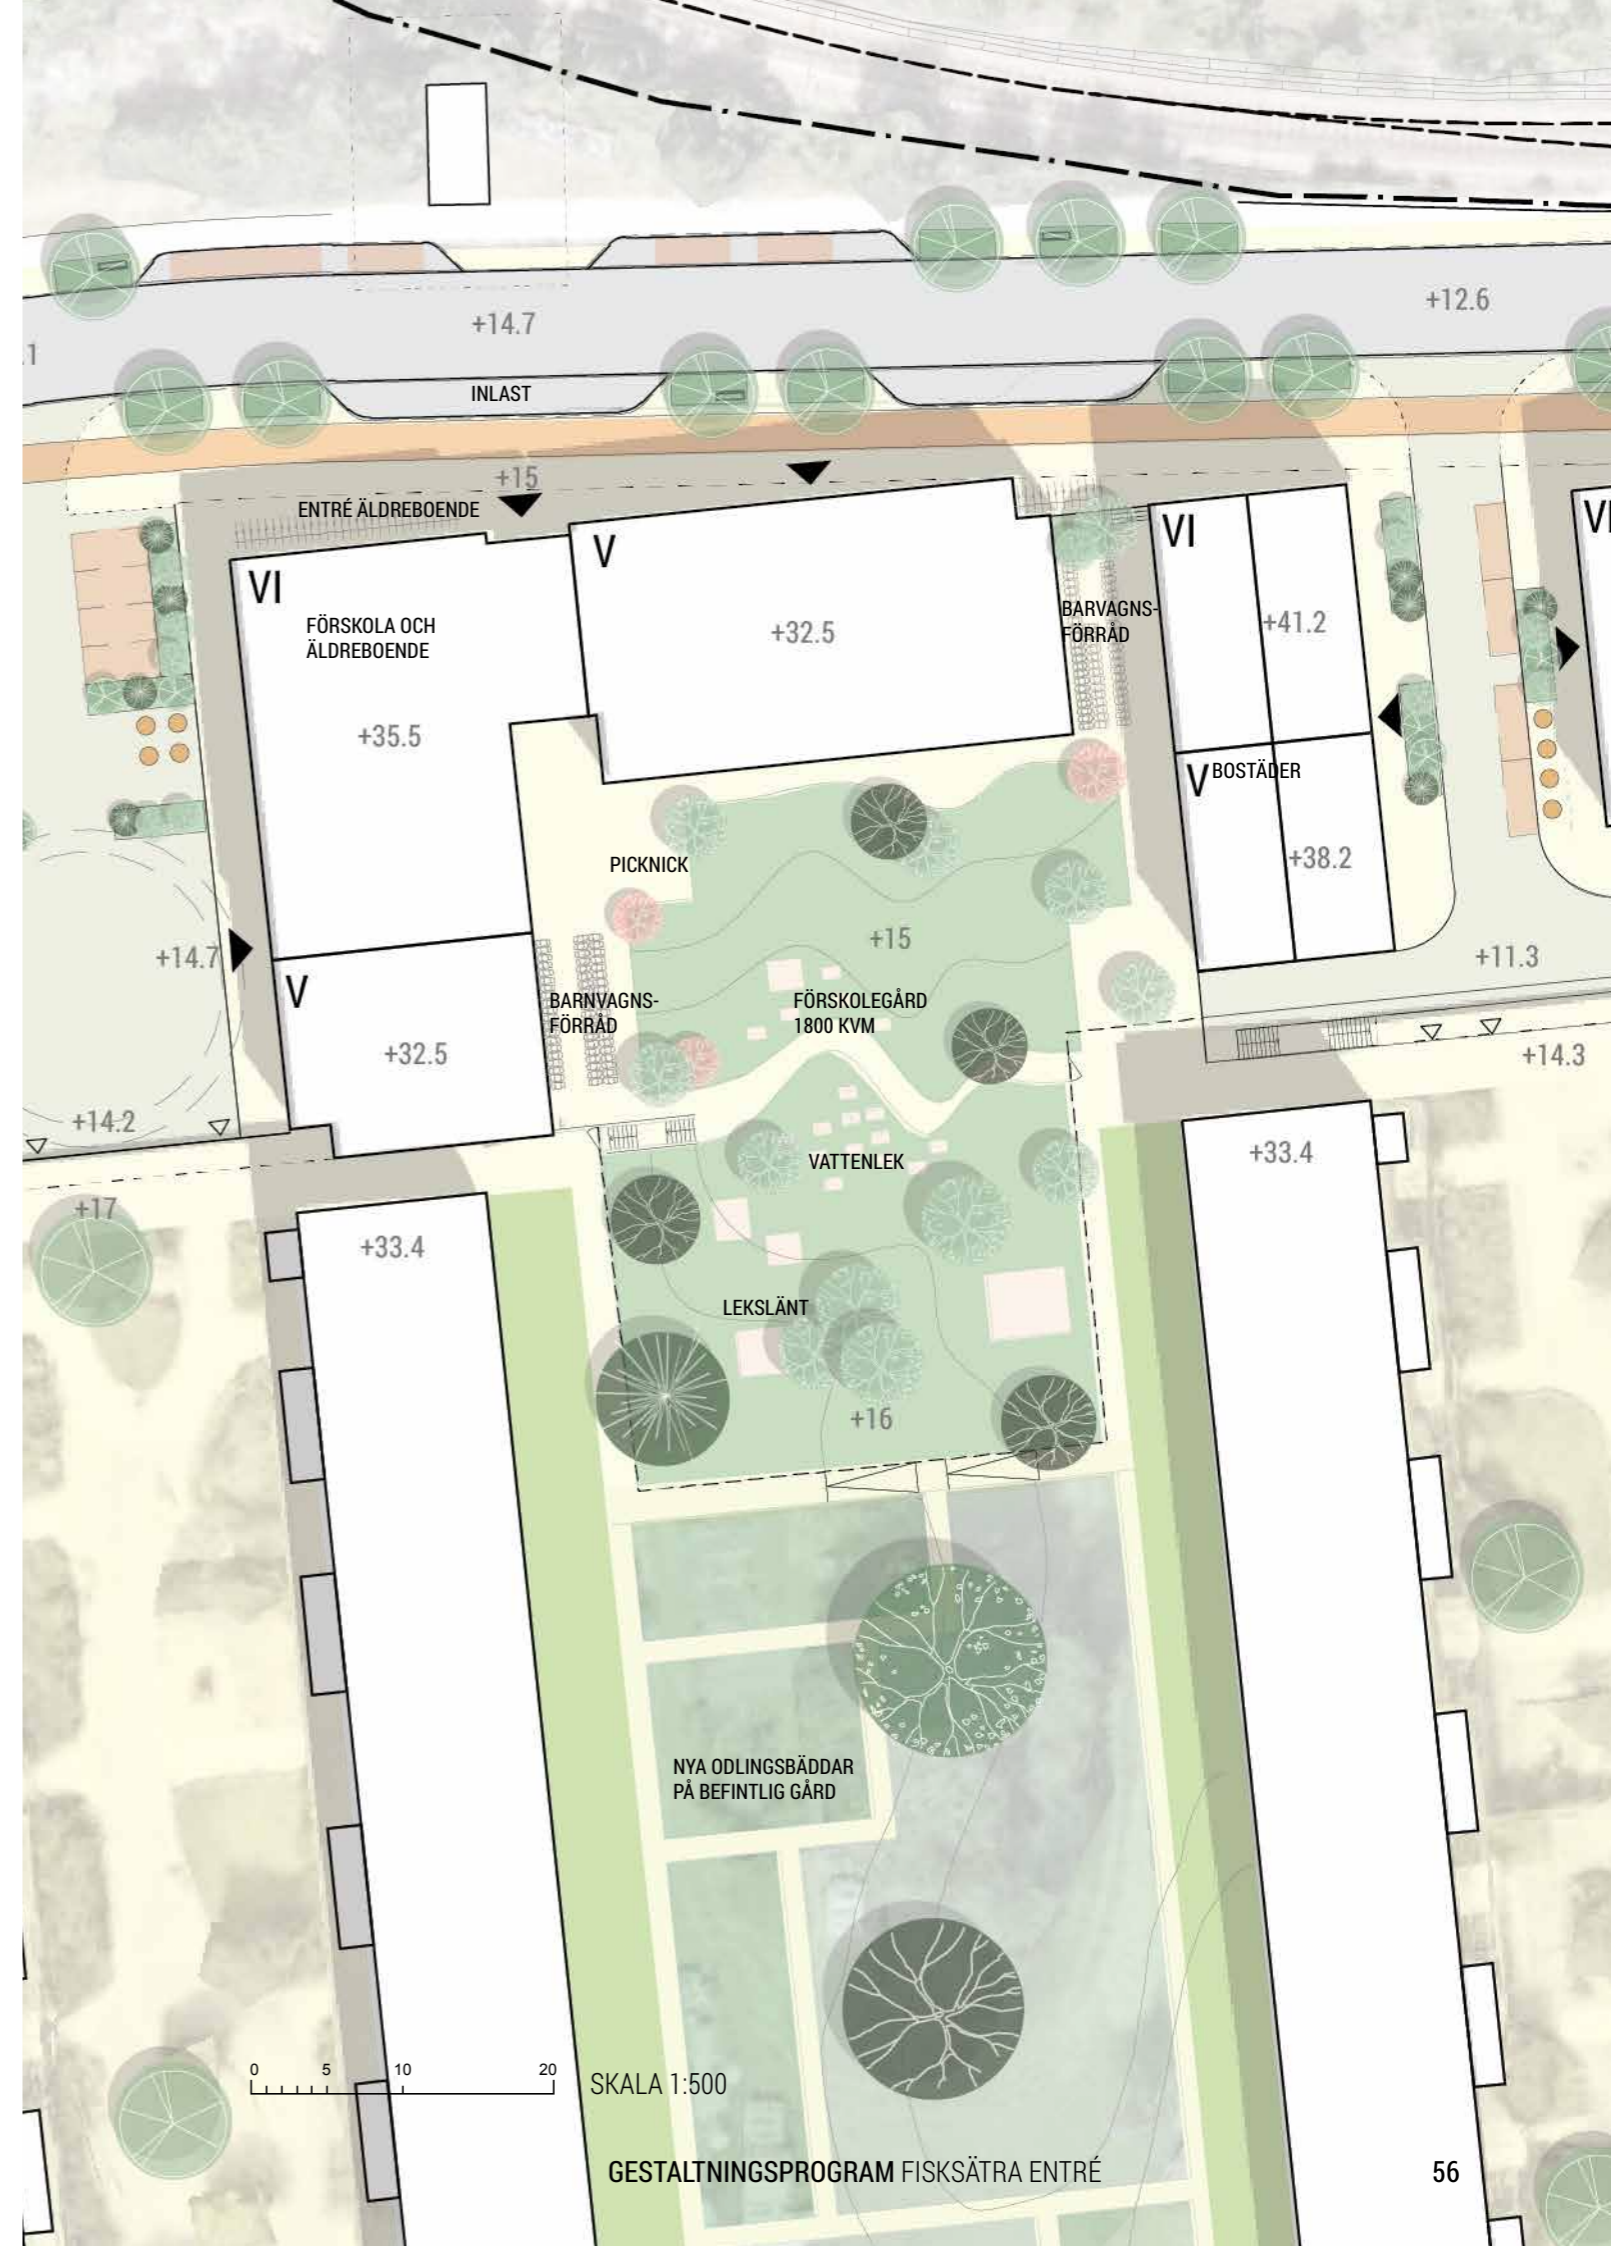 +12.6
+14.7
.1
INLAST
+15
ENTRÉ ÄLDREBOENDE
VI
V
VI
VI
FÖRSKOLA OCH
ÄLDREBOENDE
+32.5
BARVAGNS-
FÖRRÅD
+41.2
+35.5
V
BOSTÄDER
+38.2
PICKNICK
+15
+14.7
+11.3
V
BARNVAGNS-
FÖRRÅD
FÖRSKOLEGÅRD
1800 KVM
+32.5
+14.3
+14.2
+33.4
VATTENLEK
+17
+33.4
LEKSLÄNT
+16
NYA ODLINGSBÄDDAR
PÅ BEFINTLIG GÅRD
0 5 10 20
SKALA 1:500
GESTALTNINGSPROGRAM FISKSÄTRA ENTRÉ
56